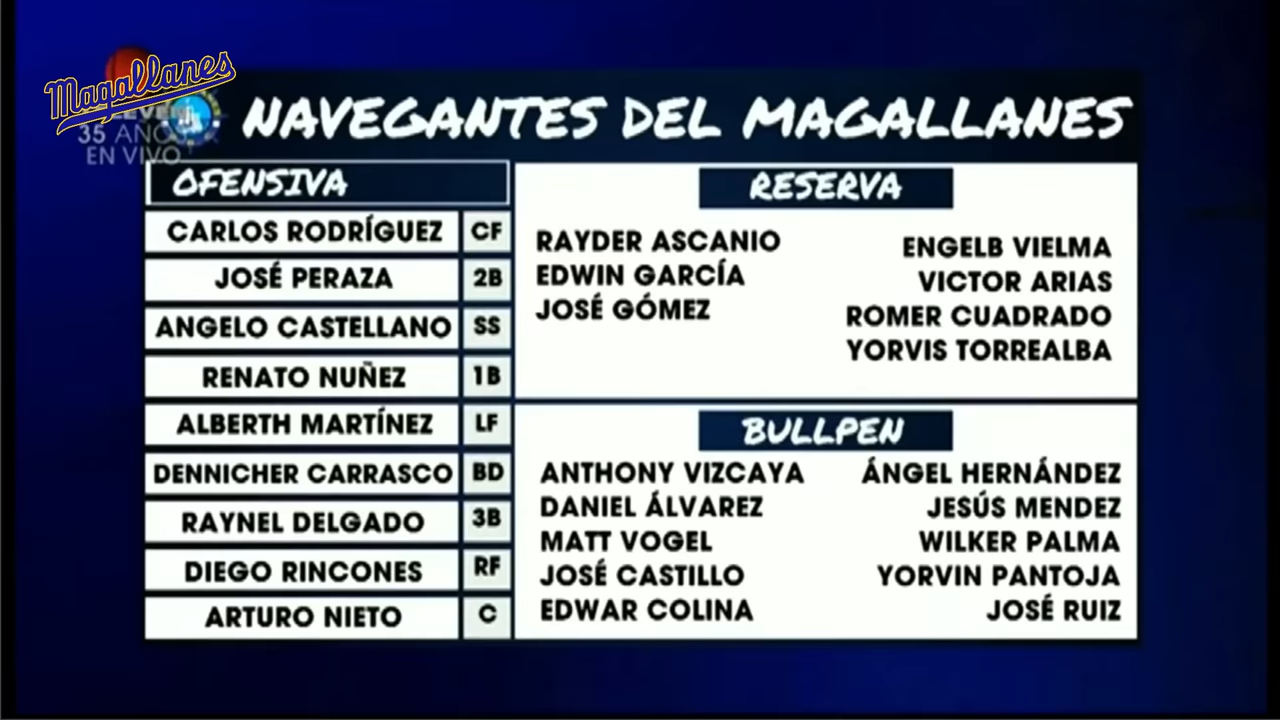 Magallanes
35 AÑOS
EN VIVO
NAVEGANTES DEL MAGALLANES
OFENSIVA
CARLOS RODRÍGUEZ CF
JOSÉ PERAZA 2B
ANGELO CASTELLANO SS
RENATO NUÑEZ 1B
ALBERTH MARTÍNEZ LF
DENNICHER CARRASCO BD
RAYNEL DELGADO 3B
DIEGO RINCONES RF
ARTURO NIETO C
RESERVA
RAYDER ASCANIO
EDWIN GARCÍA
JOSÉ GÓMEZ
ENGELB VIELMA
VICTOR ARIAS
ROMER CUADRADO
YORVIS TORREALBA
BULLPEN
ANTHONY VIZCAYA
DANIEL ÁLVAREZ
MATT VOGEL
JOSÉ CASTILLO
EDWAR COLINA
ÁNGEL HERNÁNDEZ
JESÚS MENDEZ
WILKER PALMA
YORVIN PANTOJA
JOSÉ RUIZ